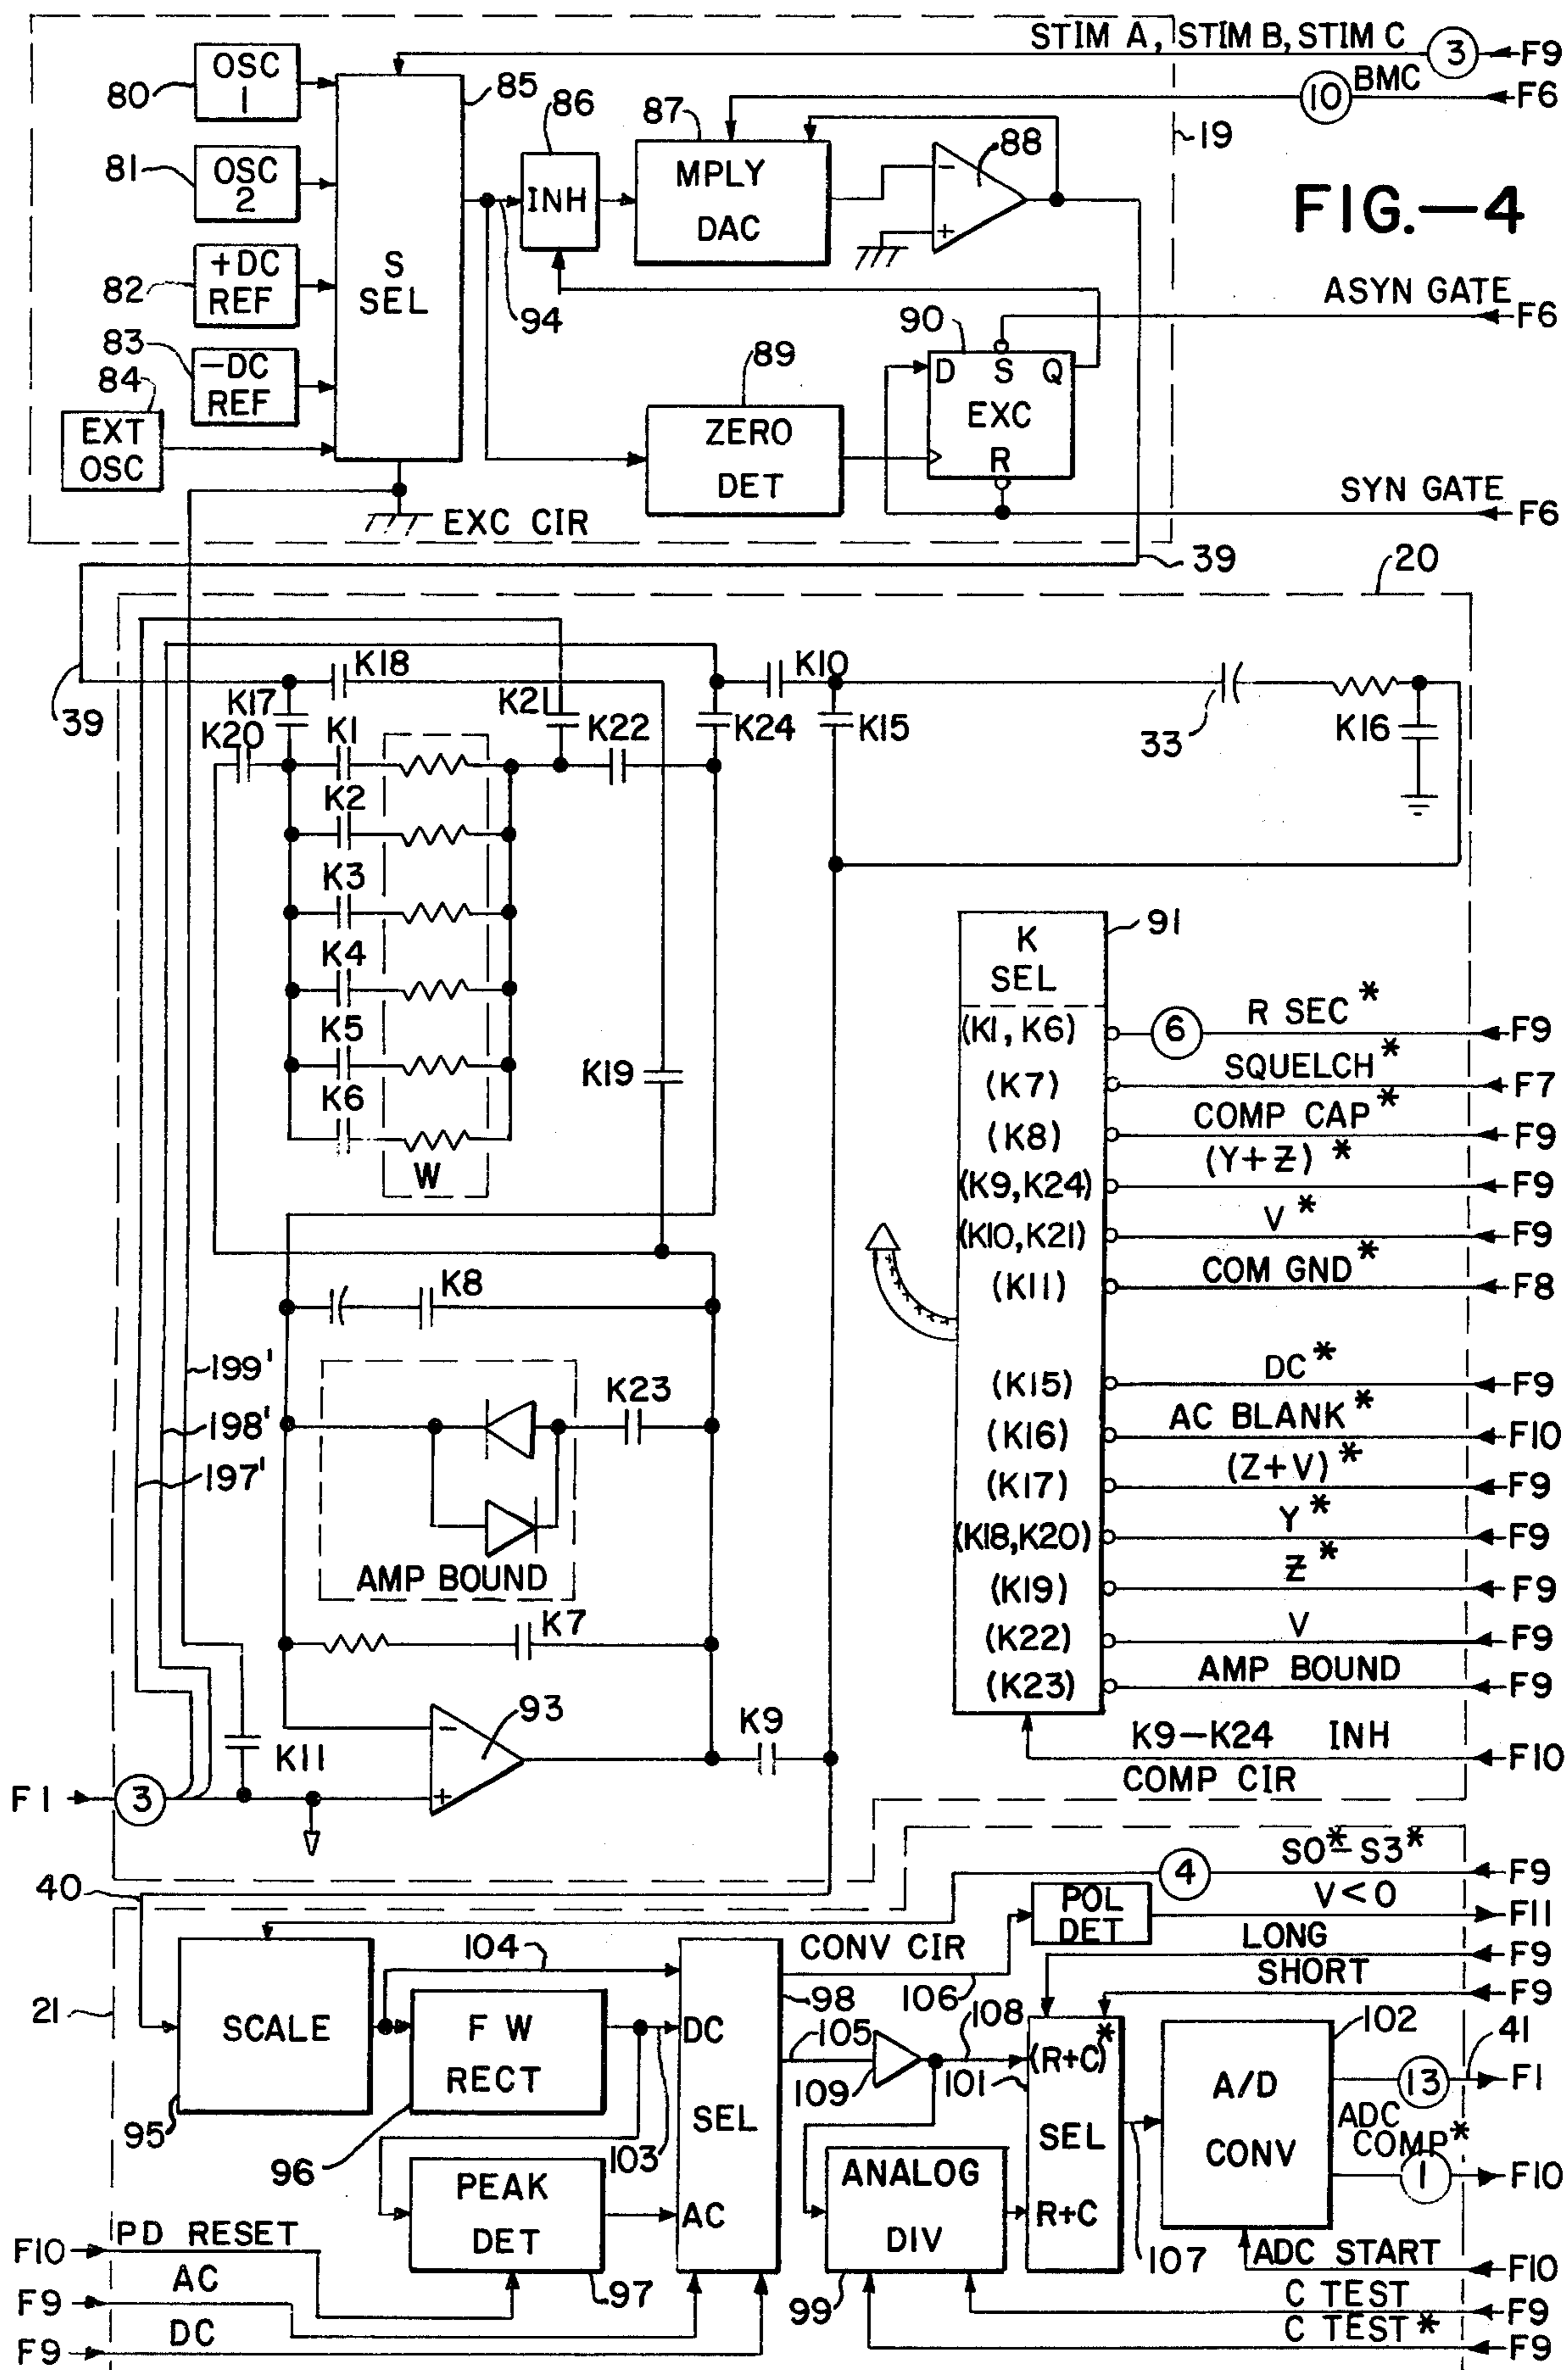 STIM A, STIM B, STIM C 3 F9
10 BMC F6
OSC 1
80
85
86
87
88
19
OSC 2
81
INH
MPLY DAC
-
+
FIG.-4
S SEL
+DC REF
82
94
ASYN GATE F6
90
-DC REF
83
84
89
D S Q
EXC
R
EXT OSC
ZERO DET
SYN GATE F6
EXC CIR
39
20
K18
K10
39
K17
K21
K24
K15
33
K16
K20
K1
K22
K2
K3
K4
K5
K6
W
K19
91
K SEL
(K1, K6) 6 R SEC* F9
(K7) SQUELCH* F7
(K8) COMP CAP* F9
(K9,K24) (Y+Z)* F9
(K10,K21) V* F9
(K11) COM GND* F8
(K15) DC* F9
(K16) AC BLANK* F10
(K17) (Z+V)* F9
(K18,K20) Y* F9
(K19) Z* F9
(K22) V F9
(K23) AMP BOUND F9
K9-K24 INH F10
COMP CIR
K8
199'
198'
197'
K23
AMP BOUND
K7
93
-
+
K9
K11
F1 3
40
4 S0*-S3* F9
POL DET
V<0 F11
LONG F9
SHORT F9
104
CONV CIR
106
98
108
21
SCALE
95
F W RECT
96
103
DC
SEL
AC
105
109
101
(R+C)*
SEL
R+C
107
102
A/D CONV
13 41 F1
ADC COMP*
1 F10
PEAK DET
97
ANALOG DIV
99
F10 PD RESET
F9 AC
F9 DC
ADC START F10
C TEST F9
C TEST* F9